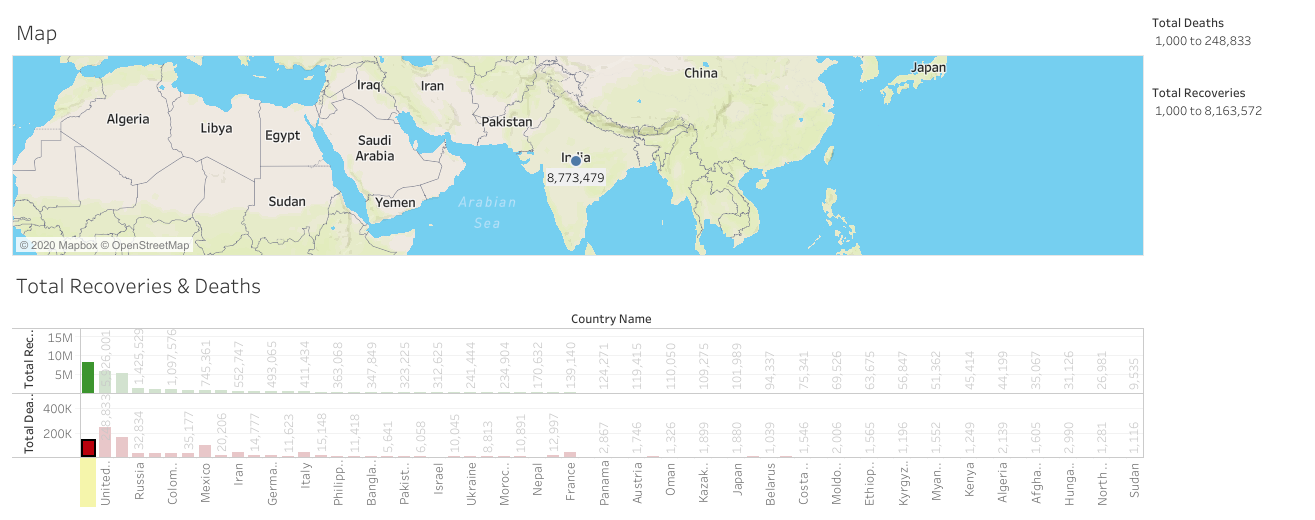 Map
Total Deaths
1,000 to 248,833
Total Recoveries
1,000 to 8,163,572
Japan
China
Iraq
Iran
Algeria
Libya
Egypt
Pakistan
Saudi
Arabia
India
8,773,479
Sudan
Yemen
Arabian
Sea
© 2020 Mapbox © OpenStreetMap
Total Recoveries & Deaths
Country Name
Total Rec..
15M
10M
5M
5,926,001
1,425,529
1,097,576
745,361
552,747
493,065
411,434
363,068
347,849
323,225
312,625
241,444
234,904
170,632
139,140
124,271
119,415
110,050
109,275
101,989
94,337
75,341
69,526
63,675
56,847
51,362
45,414
44,199
35,067
31,126
26,981
9,535
Total Dea..
400K
200K
8,833
32,834
35,177
20,206
14,777
11,623
15,148
11,418
5,641
6,058
10,045
8,813
10,891
12,997
2,867
1,746
1,326
1,899
1,880
1,039
1,546
2,006
1,565
1,196
1,552
1,249
2,139
1,605
2,990
1,281
1,116
United..
Russia
Colom..
Mexico
Iran
Germa..
Italy
Philipp..
Bangla..
Pakist..
Israel
Ukraine
Moroc..
Nepal
France
Panama
Austria
Oman
Kazak..
Japan
Belarus
Costa ..
Moldo..
Ethiop..
Kyrgyz..
Myan..
Kenya
Algeria
Afgha..
Hunga..
North ..
Sudan